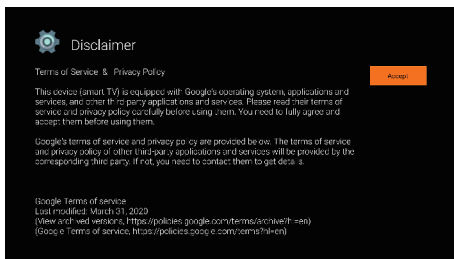 Disclaimer
Terms of Service & Privacy Policy
Accept
This device (smart TV) is equipped with Google's operating system, applications and
services, and other third-party applications and services. Please read their terms of
service and privacy policy carefully before using them. You need to fully agree and
accept them before using them.
Google's terms of service and privacy policy are provided below. The terms of service
and privacy policy of other third-party applications and services will be provided by the
corresponding third party. If not, you need to contact them to get details.
Google Terms of service
Last modified: March 31, 2020
(View archived versions, https://policies.google.com/terms/archive?hl=en)
(Google Terms of service, https://policies.google.com/terms?hl=en)